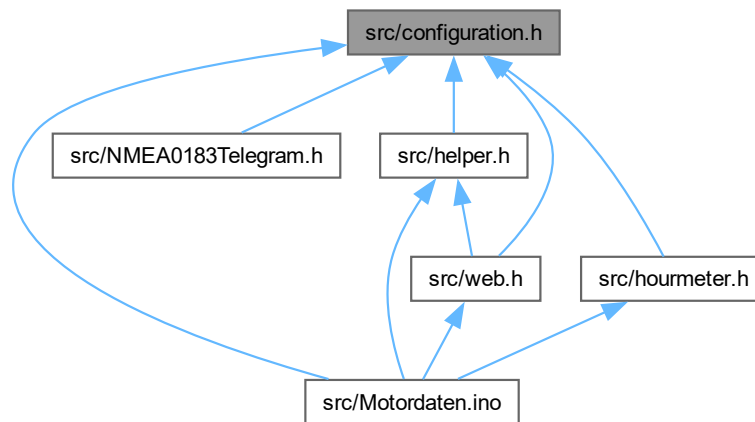 src/configuration.h
src/NMEA0183Telegram.h
src/helper.h
src/web.h
src/hourmeter.h
src/Motordaten.ino